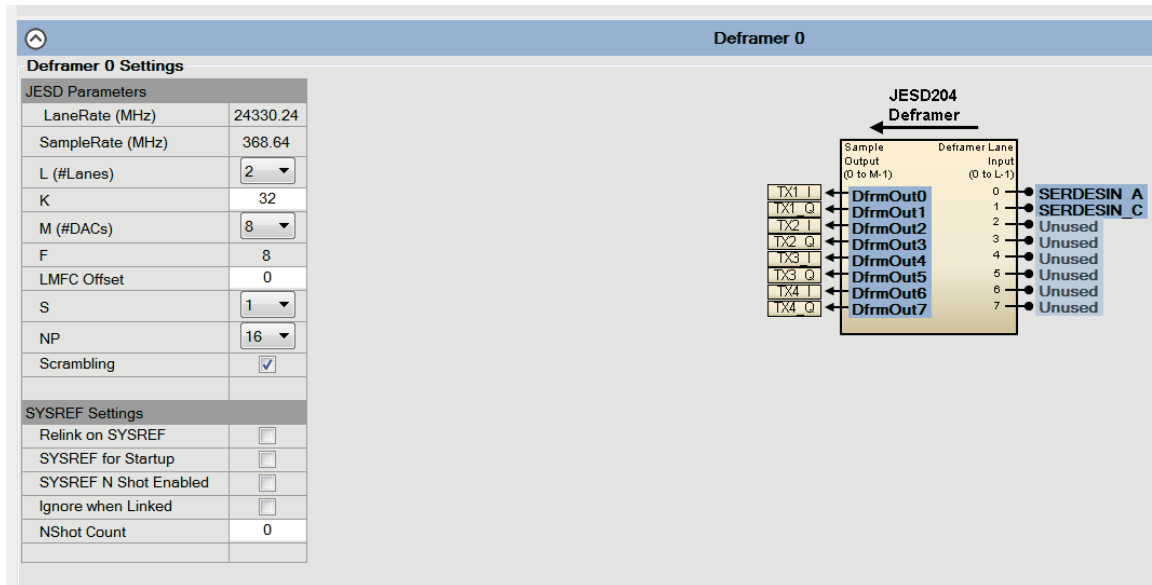 Deframer 0
Deframer 0 Settings
JESD Parameters
LaneRate (MHz) 24330.24
SampleRate (MHz) 368.64
L (#Lanes) 2
K 32
M (#DACs) 8
F 8
LMFC Offset 0
S 1
NP 16
Scrambling
SYSREF Settings
Relink on SYSREF
SYSREF for Startup
SYSREF N Shot Enabled
Ignore when Linked
NShot Count 0
JESD204
Deframer
Sample Deframer Lane
Output Input
(0 to M-1) (0 to L-1)
TX1_I DfrmOut0 0 SERDESIN_A
TX1_Q DfrmOut1 1 SERDESIN_C
TX2_I DfrmOut2 2 Unused
TX2_Q DfrmOut3 3 Unused
TX3_I DfrmOut4 4 Unused
TX3_Q DfrmOut5 5 Unused
TX4_I DfrmOut6 6 Unused
TX4_Q DfrmOut7 7 Unused